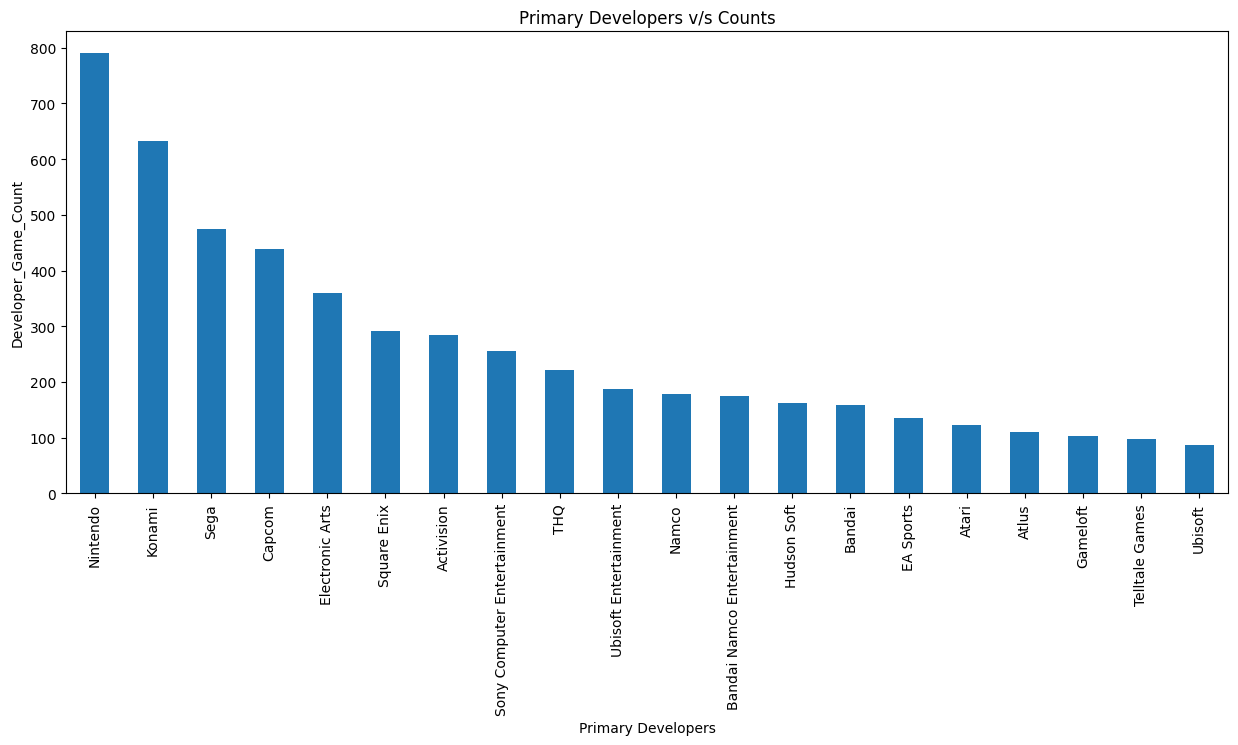 Primary Developers v/s Counts
Developer_Game_Count
800
700
600
500
400
300
200
100
0
Nintendo
Konami
Sega
Capcom
Electronic Arts
Square Enix
Activision
Sony Computer Entertainment
THQ
Ubisoft Entertainment
Namco
Bandai Namco Entertainment
Hudson Soft
Bandai
EA Sports
Atari
Atlus
Gameloft
Telltale Games
Ubisoft
Primary Developers